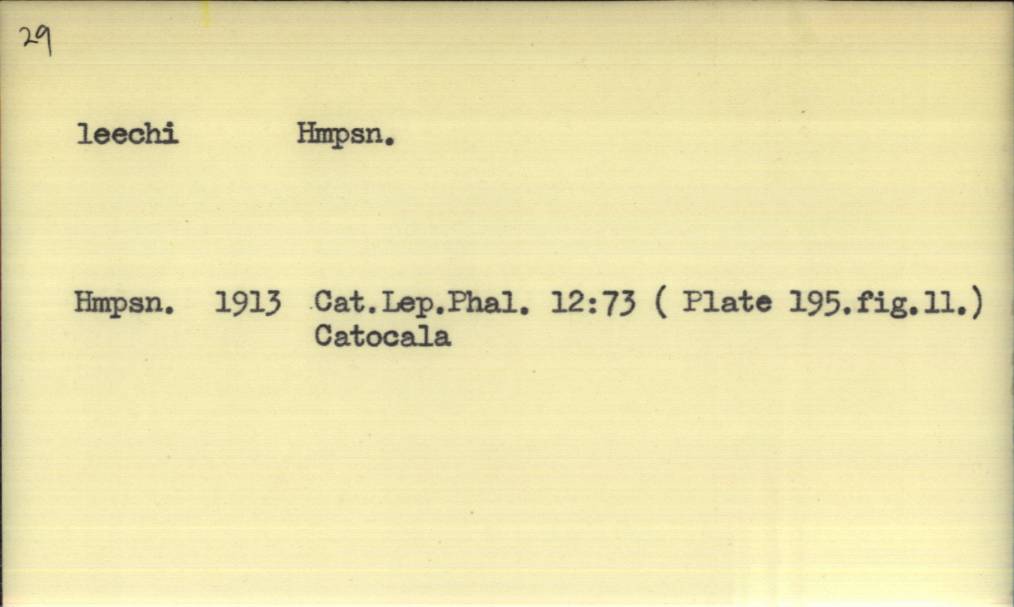 29
leechi Hmpsn.
Hmpsn. 1913 Cat.Lep.Phal. 12:73 ( Plate 195.fig.11.)
Catocala